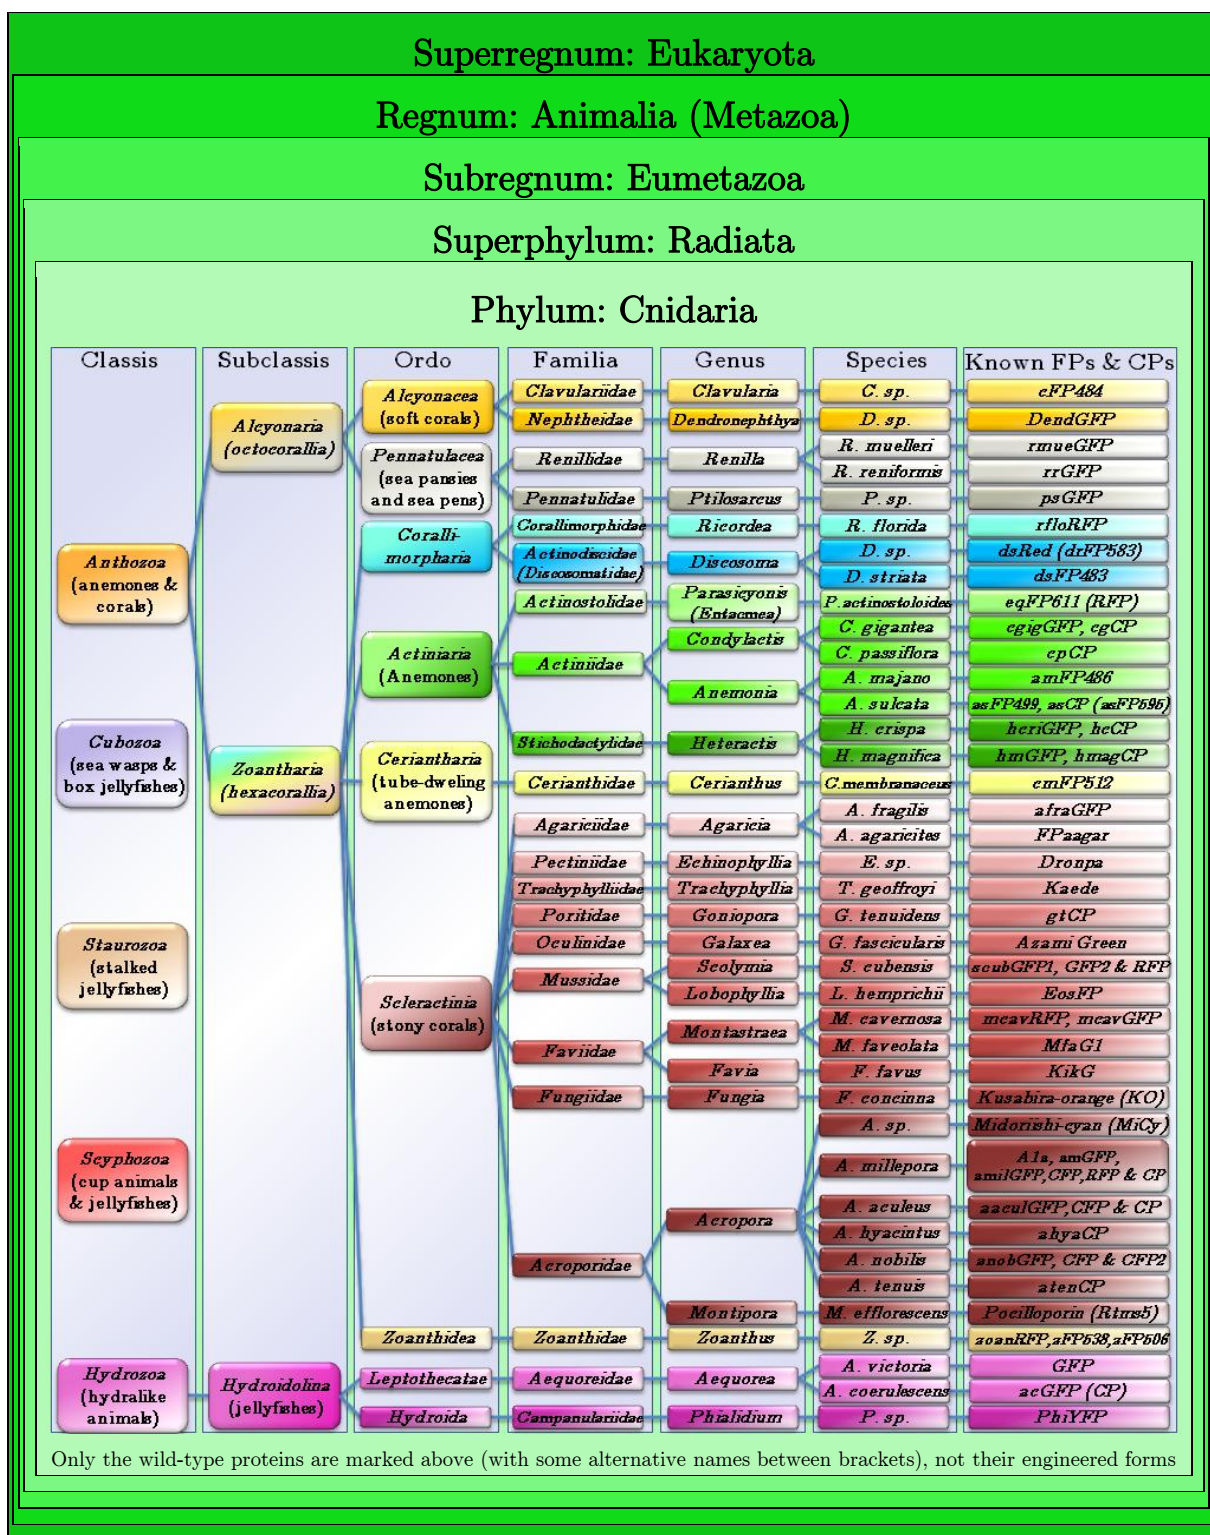 Superregnum: Eukaryota
Regnum: Animalia (Metazoa)
Subregnum: Eumetazoa
Superphylum: Radiata
Phylum: Cnidaria
Classis
Subclassis
Ordo
Familia
Genus
Species
Known FPs & CPs
Anthozoa
(anemones &
corals)
Cubozoa
(sea wasps &
box jellyfishes)
Staurozoa
(stalked
jellyfishes)
Scyphozoa
(cup animals
& jellyfishes)
Hydrozoa
(hydralike
animals)
Alcyonaria
(octocorallia)
Zoantharia
(hexacorallia)
Hydroidolina
(jellyfishes)
Alcyonacea
(soft corals)
Pennatulacea
(sea pansies
and sea pens)
Coralli-
morpharia
Actiniaria
(Anemones)
Ceriantharia
(tube-dweling
anemones)
Scleractinia
(stony corals)
Zoanthidea
Leptothecatae
Hydroida
Clavulariidae
Nephtheidae
Renillidae
Pennatulidae
Corallimorphidae
Actinodiscidae
(Discosomatidae)
Actinostolidae
Actiniidae
Stichodactylidae
Cerianthidae
Agariciidae
Pectiniidae
Trachyphylliidae
Poritidae
Oculinidae
Mussidae
Faviidae
Fungiidae
Acroporidae
Zoanthidae
Aequoreidae
Campanulariidae
Clavularia
Dendronephthya
Renilla
Ptilosarcus
Ricordea
Discosoma
Parasicyonis
(Entacmea)
Condylactis
Anemonia
Heteractis
Cerianthus
Agaricia
Echinophyllia
Trachyphyllia
Goniopora
Galaxea
Scolymia
Lobophyllia
Montastraea
Favia
Fungia
Acropora
Montipora
Zoanthus
Aequorea
Phialidium
C. sp.
D. sp.
R. muelleri
R. reniformis
P. sp.
R. florida
D. sp.
D. striata
P.actinostoloides
C. gigantea
C. passiflora
A. majano
A. sulcata
H. crispa
H. magnifica
C.membranaceus
A. fragilis
A. agaricites
E. sp.
T. geoffroyi
G. tenuidens
G. fascicularis
S. cubensis
L. hemprichii
M. cavernosa
M. faveolata
F. favus
F. concinna
A. sp.
A. millepora
A. aculeus
A. hyacintus
A. nobilis
A. tenuis
M. efflorescens
Z. sp.
A. victoria
A. coerulescens
P. sp.
cFP484
DendGFP
rmueGFP
rrGFP
psGFP
rfloRFP
dsRed (drFP583)
dsFP483
eqFP611 (RFP)
cgigGFP, cgCP
cpCP
amFP486
asFP499, asCP (asFP595)
hcriGFP, hcCP
hmGFP, hmagCP
cmFP512
afraGFP
FPaagar
Dronpa
Kaede
gtCP
Azami Green
scubGFP1, GFP2 & RFP
EosFP
mcavRFP, mcavGFP
MfaG1
KikG
Kusabira-orange (KO)
Midoriishi-cyan (MiCy)
A1a, amGFP,
amilGFP,CFP,RFP & CP
aaculGFP,CFP & CP
ahyaCP
anobGFP, CFP & CFP2
atenCP
Pocilloporin (Rtms5)
zoanRFP,zFP538,zFP506
GFP
acGFP (CP)
PhiYFP
Only the wild-type proteins are marked above (with some alternative names between brackets), not their engineered forms